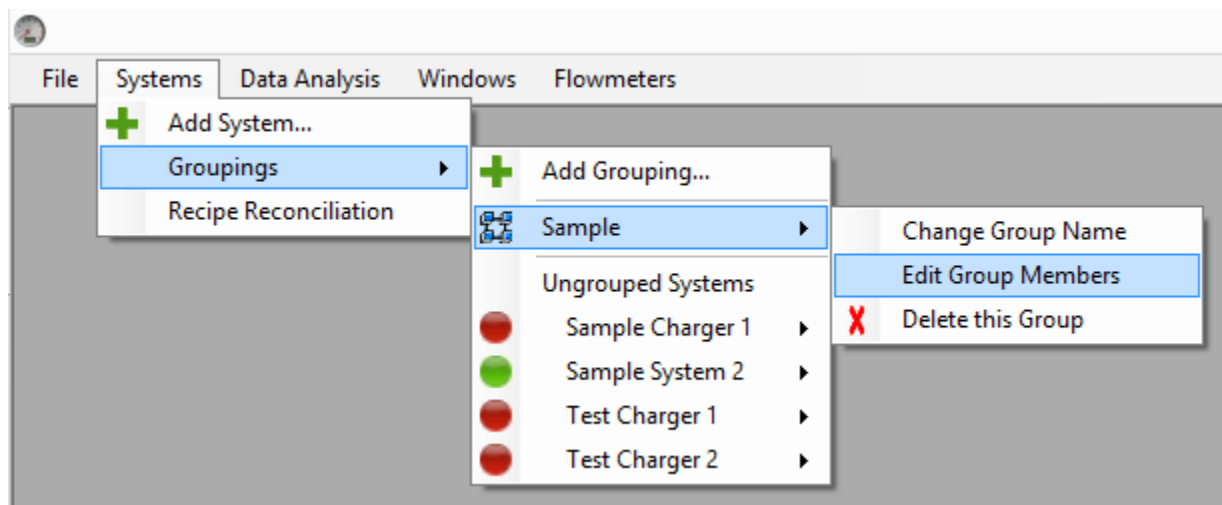 File Systems Data Analysis Windows Flowmeters
Add System...
Groupings
Recipe Reconciliation
Add Grouping...
Sample
Ungrouped Systems
Sample Charger 1
Sample System 2
Test Charger 1
Test Charger 2
Change Group Name
Edit Group Members
Delete this Group